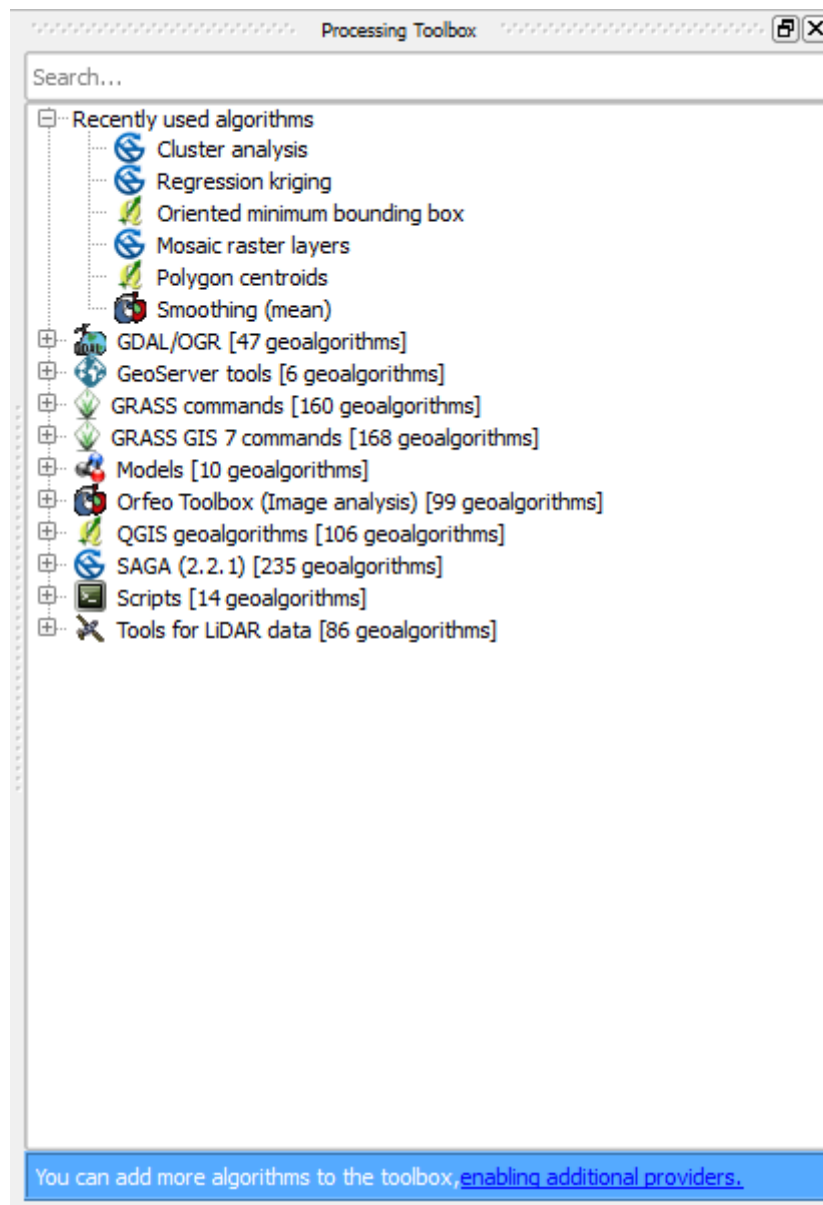 Processing Toolbox
Search...
Recently used algorithms
Cluster analysis
Regression kriging
Oriented minimum bounding box
Mosaic raster layers
Polygon centroids
Smoothing (mean)
GDAL/OGR [47 geoalgorithms]
GeoServer tools [6 geoalgorithms]
GRASS commands [160 geoalgorithms]
GRASS GIS 7 commands [168 geoalgorithms]
Models [10 geoalgorithms]
Orfeo Toolbox (Image analysis) [99 geoalgorithms]
QGIS geoalgorithms [106 geoalgorithms]
SAGA (2.2.1) [235 geoalgorithms]
Scripts [14 geoalgorithms]
Tools for LiDAR data [86 geoalgorithms]
You can add more algorithms to the toolbox,enabling additional providers.